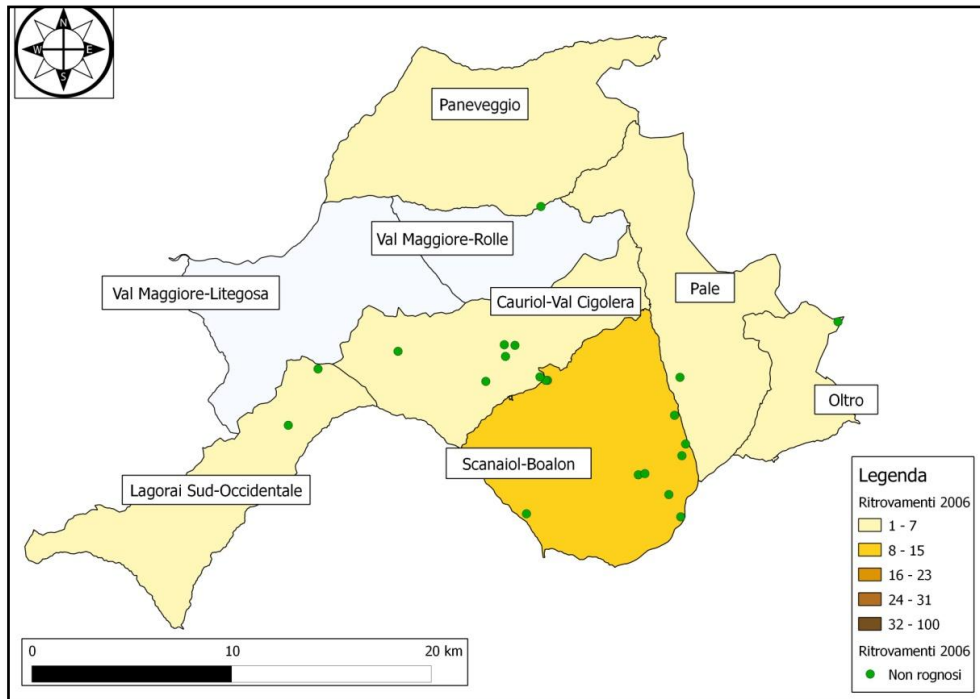 N
W
E
S
Paneveggio
Val Maggiore-Rolle
Val Maggiore-Litegosa
Cauriol-Val Cigolera
Pale
Oltro
Scanaiol-Boalon
Lagorai Sud-Occidentale
Legenda
Ritrovamenti 2006
1 - 7
8 - 15
16 - 23
24 - 31
32 - 100
Ritrovamenti 2006
Non rognosi
0 10 20 km